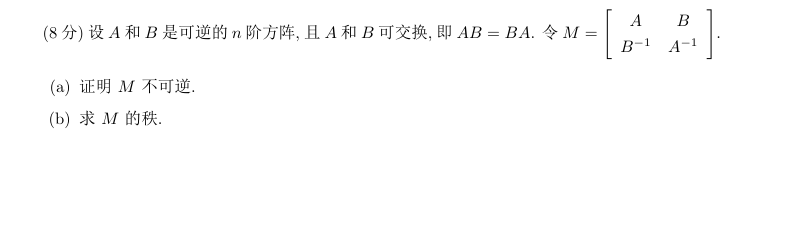 (8 分) 设 A 和 B 是可逆的 n 阶方阵, 且 A 和 B 可交换, 即 AB = BA. 令 M = [ A B ; B⁻¹ A⁻¹ ].
(a) 证明 M 不可逆.
(b) 求 M 的秩.